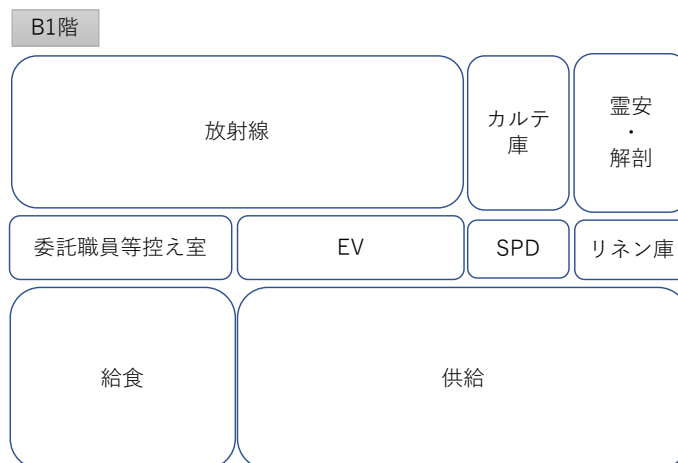 B1階
放射線
カルテ
庫
霊安
・
解剖
委託職員等控え室
EV
SPD
リネン庫
給食
供給